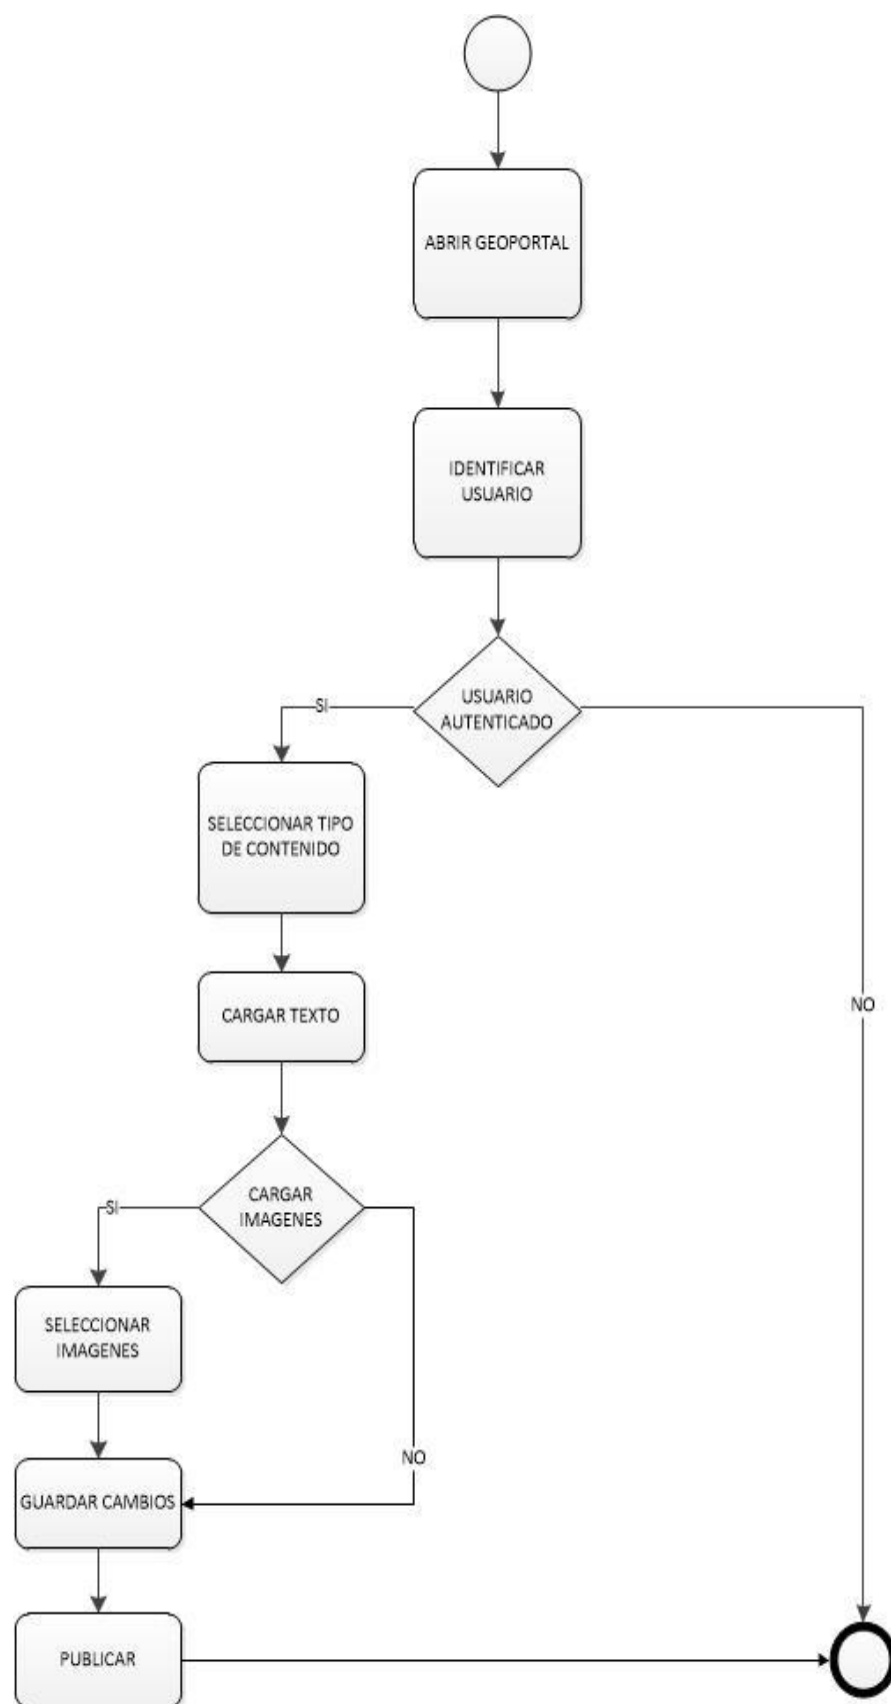 ABRIR GEOPORTAL
IDENTIFICAR
USUARIO
USUARIO
AUTENTICADO
SI
SELECCIONAR TIPO
DE CONTENIDO
CARGAR TEXTO
NO
CARGAR
IMAGENES
SI
SELECCIONAR
IMAGENES
NO
GUARDAR CAMBIOS
PUBLICAR